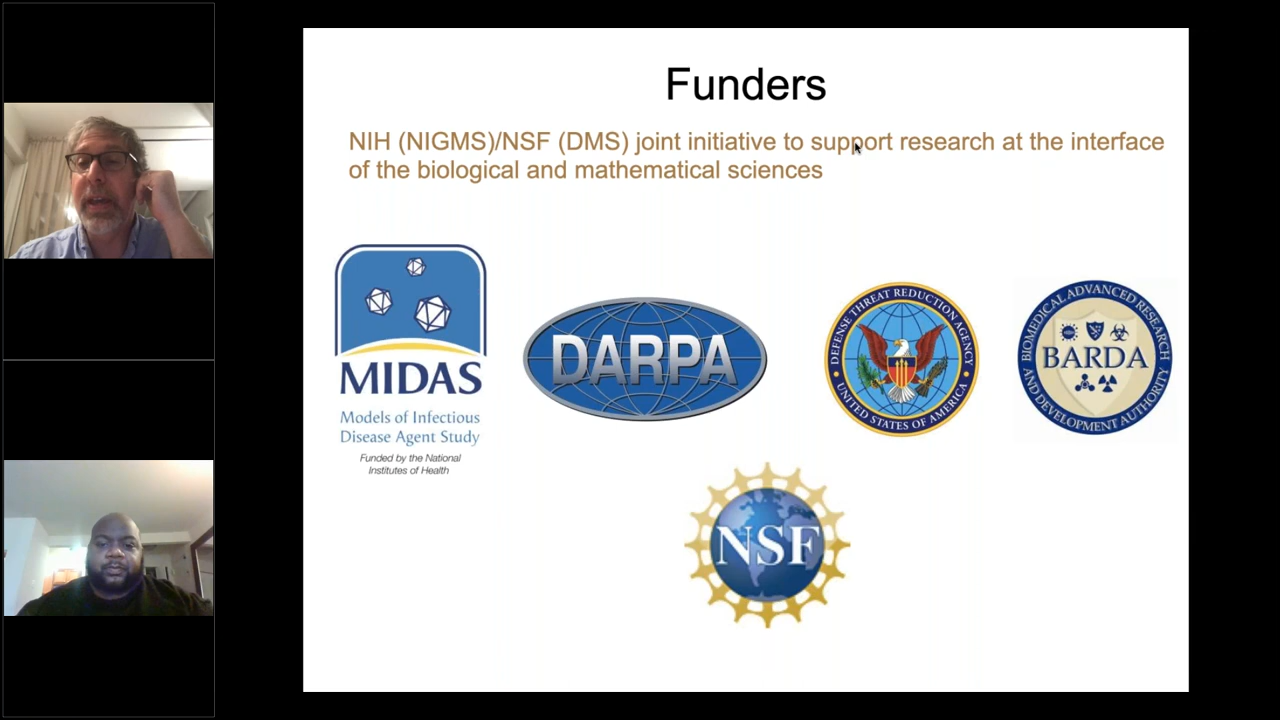 Funders
NIH (NIGMS)/NSF (DMS) joint initiative to support research at the interface
of the biological and mathematical sciences
MIDAS
Models of Infectious
Disease Agent Study
Funded by the National
Institutes of Health
DARPA
DEFENSE THREAT REDUCTION AGENCY
UNITED STATES OF AMERICA
BIOMEDICAL ADVANCED RESEARCH
BARDA
AND DEVELOPMENT AUTHORITY
NSF